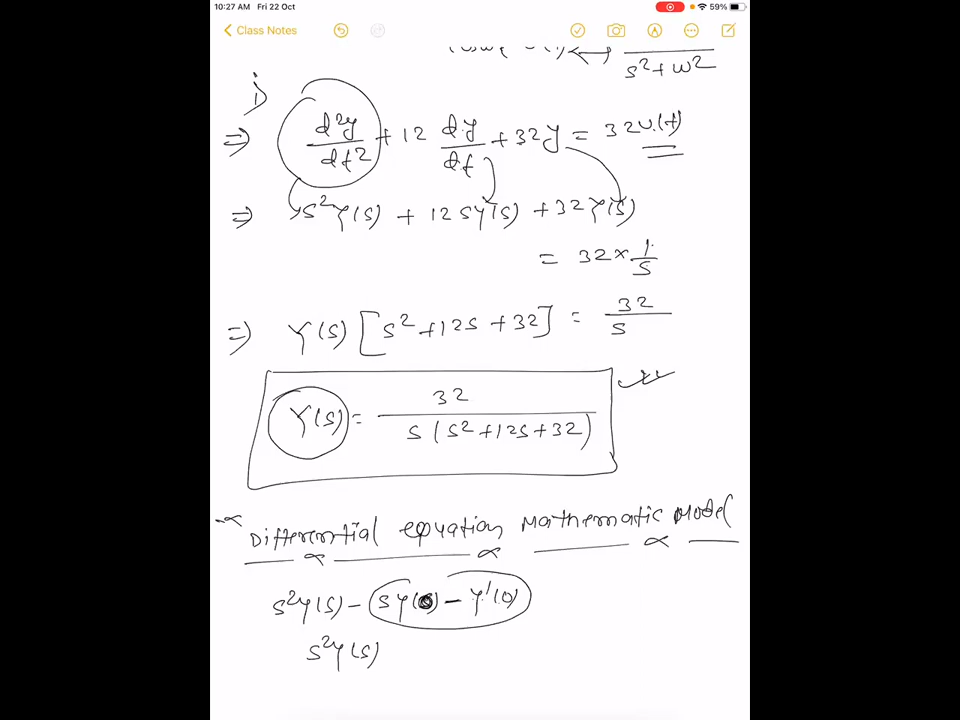 10:27 AM Fri 22 Oct 59%
Class Notes
s²+ω²
i)
⇒ d²y/dt² + 12 dy/dt + 32y = 32u(t)
⇒ s²Y(s) + 12sY(s) + 32Y(s)
= 32 × 1/s
⇒ Y(s) [s² + 12s + 32] = 32/s
Y(s) = 32 / s(s² + 12s + 32)
Differential equation Mathematic Model
s²Y(s) − sy(0) − y'(0)
s²Y(s)